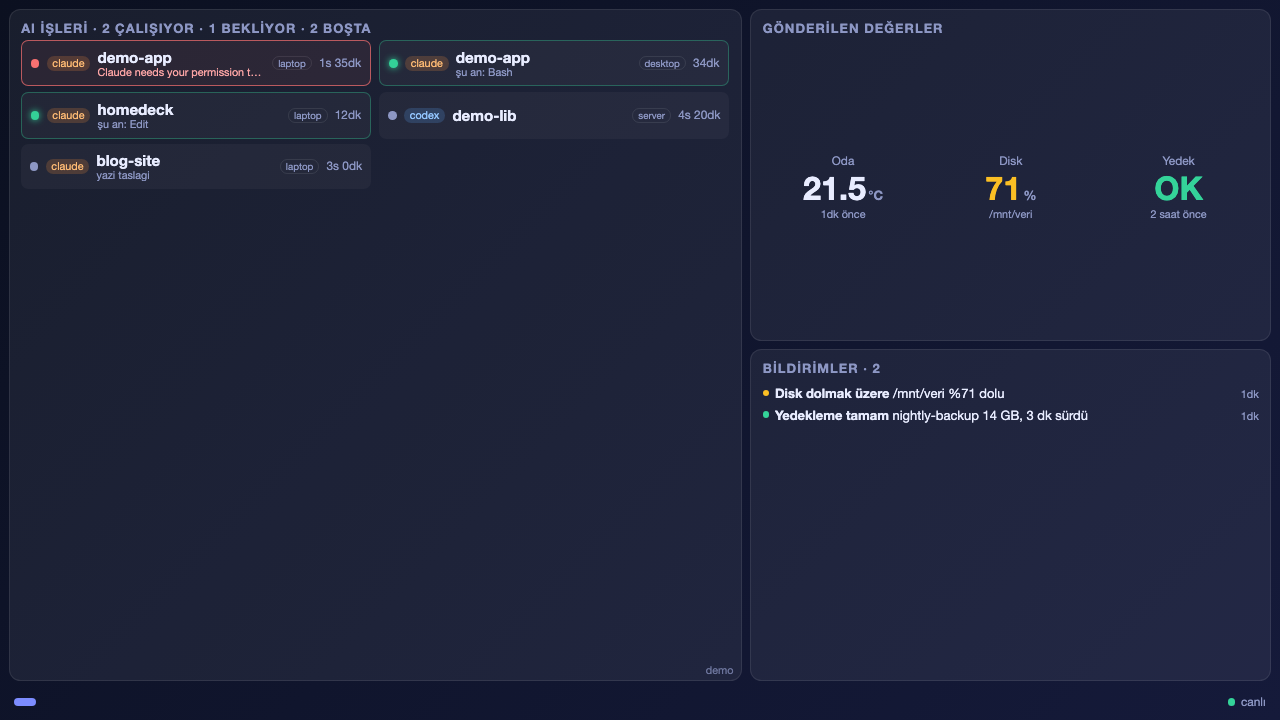 AI İŞLERİ · 2 ÇALIŞIYOR · 1 BEKLİYOR · 2 BOŞTA
claude demo-app laptop 1s 35dk
Claude needs your permission t…
claude demo-app desktop 34dk
şu an: Bash
claude homedeck laptop 12dk
şu an: Edit
codex demo-lib server 4s 20dk
claude blog-site laptop 3s 0dk
yazi taslagi
demo
GÖNDERİLEN DEĞERLER
Oda
21.5 °C
1dk önce
Disk
71 %
/mnt/veri
Yedek
OK
2 saat önce
BİLDİRİMLER · 2
Disk dolmak üzere /mnt/veri %71 dolu 1dk
Yedekleme tamam nightly-backup 14 GB, 3 dk sürdü 1dk
canlı